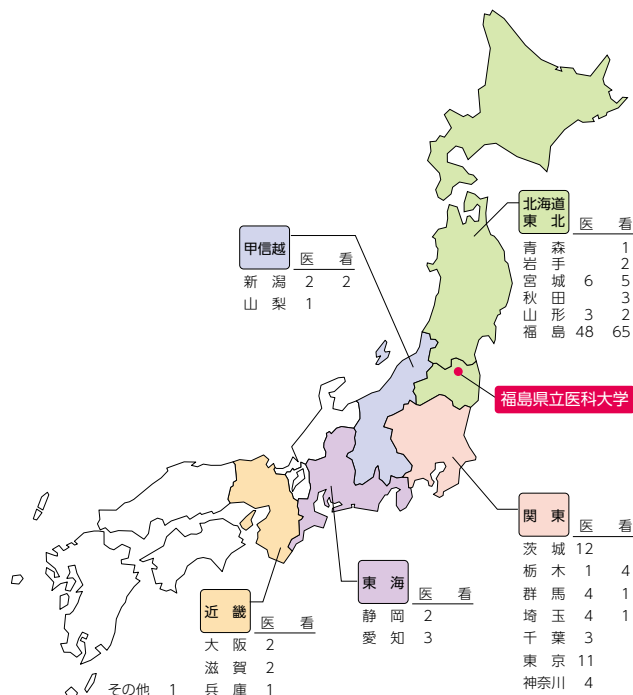 北海道
東 北 医 看
青 森 1
岩 手 2
宮 城 6 5
秋 田 3
山 形 3 2
福 島 48 65
甲信越 医 看
新 潟 2 2
山 梨 1
福島県立医科大学
関 東 医 看
茨 城 12
栃 木 1 4
群 馬 4 1
埼 玉 4 1
千 葉 3
東 京 11
神奈川 4
東 海 医 看
静 岡 2
愛 知 3
近 畿 医 看
大 阪 2
滋 賀 2
兵 庫 1
その他 1